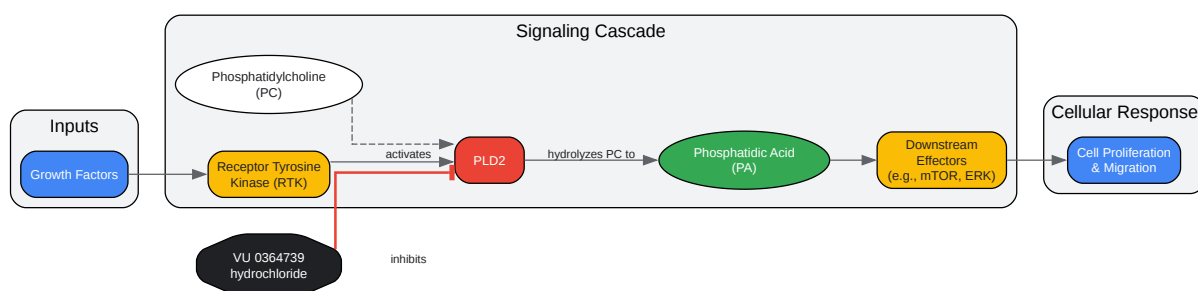 Signaling Cascade
Phosphatidylcholine
(PC)
Inputs
Cellular Response
Growth Factors
Receptor Tyrosine
Kinase (RTK)
activates
PLD2
hydrolyzes PC to
Phosphatidic Acid
(PA)
Downstream
Effectors
(e.g., mTOR, ERK)
Cell Proliferation
& Migration
VU 0364739
hydrochloride
inhibits